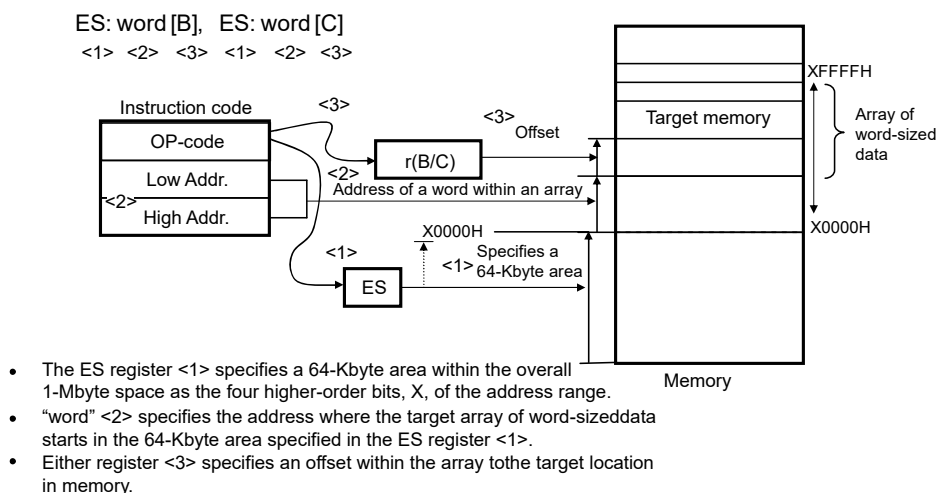 ES: word [B], ES: word [C]
<1> <2> <3> <1> <2> <3>
Instruction code
OP-code
Low Addr.
<2>
High Addr.
<3>
r(B/C)
<3>
Offset
<2>
Address of a word within an array
<1>
ES
X0000H
<1>
Specifies a
64-Kbyte area
Target memory
XFFFFH
Array of
word-sized
data
X0000H
Memory
• The ES register <1> specifies a 64-Kbyte area within the overall
1-Mbyte space as the four higher-order bits, X, of the address range.
• “word” <2> specifies the address where the target array of word-sizeddata
starts in the 64-Kbyte area specified in the ES register <1>.
• Either register <3> specifies an offset within the array tothe target location
in memory.